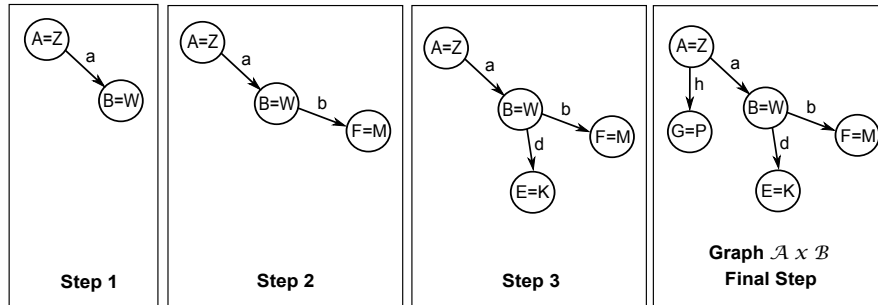 A=Z
a
B=W
Step 1
A=Z
a
B=W
b
F=M
Step 2
A=Z
a
B=W
b
F=M
d
E=K
Step 3
A=Z
a
h
B=W
b
G=P
F=M
d
E=K
Graph 𝒜 x ℬ
Final Step